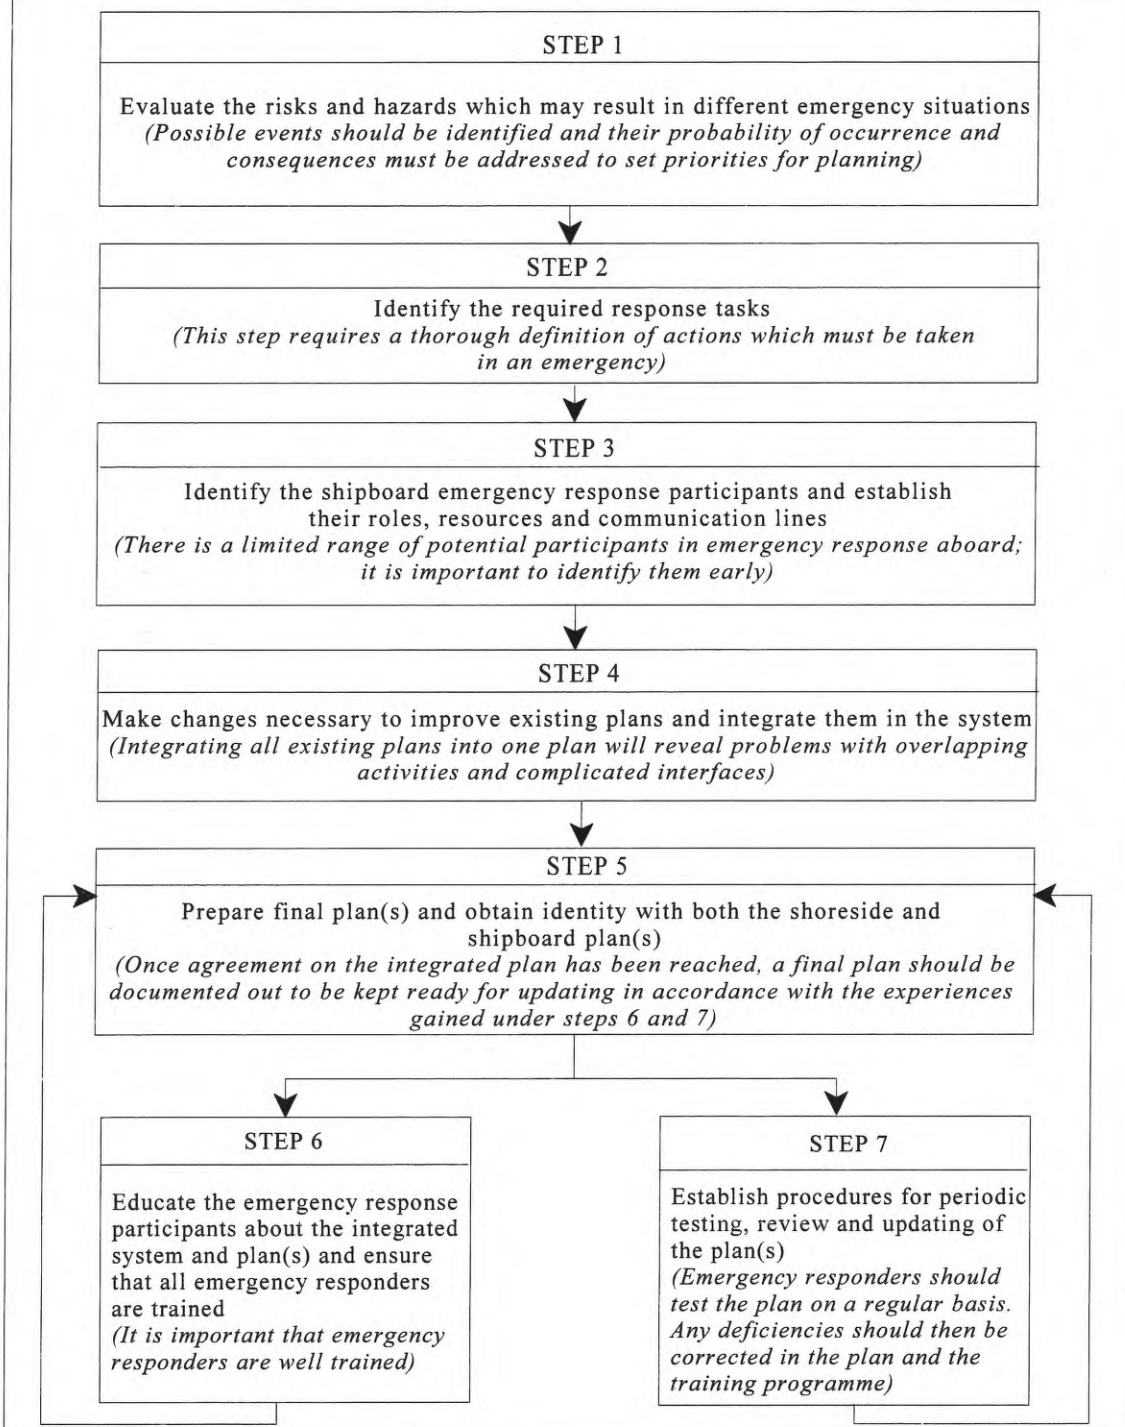 STEP 1
Evaluate the risks and hazards which may result in different emergency situations
(Possible events should be identified and their probability of occurrence and
consequences must be addressed to set priorities for planning)
STEP 2
Identify the required response tasks
(This step requires a thorough definition of actions which must be taken
in an emergency)
STEP 3
Identify the shipboard emergency response participants and establish
their roles, resources and communication lines
(There is a limited range of potential participants in emergency response aboard;
it is important to identify them early)
STEP 4
Make changes necessary to improve existing plans and integrate them in the system
(Integrating all existing plans into one plan will reveal problems with overlapping
activities and complicated interfaces)
STEP 5
Prepare final plan(s) and obtain identity with both the shoreside and
shipboard plan(s)
(Once agreement on the integrated plan has been reached, a final plan should be
documented out to be kept ready for updating in accordance with the experiences
gained under steps 6 and 7)
STEP 6
Educate the emergency response
participants about the integrated
system and plan(s) and ensure
that all emergency responders
are trained
(It is important that emergency
responders are well trained)
STEP 7
Establish procedures for periodic
testing, review and updating of
the plan(s)
(Emergency responders should
test the plan on a regular basis.
Any deficiencies should then be
corrected in the plan and the
training programme)